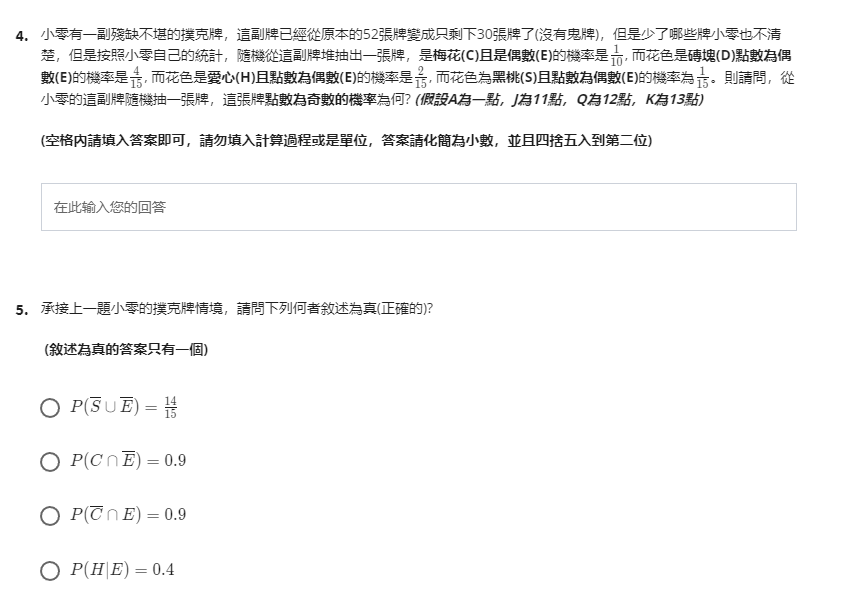 4. 小零有一副殘缺不堪的撲克牌，這副牌已經從原本的52張牌變成只剩下30張牌了(沒有鬼牌)，但是少了哪些牌小零也不清
楚，但是按照小零自己的統計，隨機從這副牌堆抽出一張牌，是梅花(C)且是偶數(E)的機率是1/10, 而花色是磚塊(D)點數為偶
數(E)的機率是4/15, 而花色是愛心(H)且點數為偶數(E)的機率是2/15, 而花色為黑桃(S)且點數為偶數(E)的機率為1/15。則請問，從
小零的這副牌隨機抽一張牌，這張牌點數為奇數的機率為何? (假設A為一點，J為11點，Q為12點，K為13點)
(空格內請填入答案即可，請勿填入計算過程或是單位，答案請化簡為小數，並且四捨五入到第二位)
在此輸入您的回答
5. 承接上一題小零的撲克牌情境，請問下列何者敘述為真(正確的)?
(敘述為真的答案只有一個)
P(S̅ ∪ E̅) = 14/15
P(C ∩ E̅) = 0.9
P(C̅ ∩ E) = 0.9
P(H|E) = 0.4